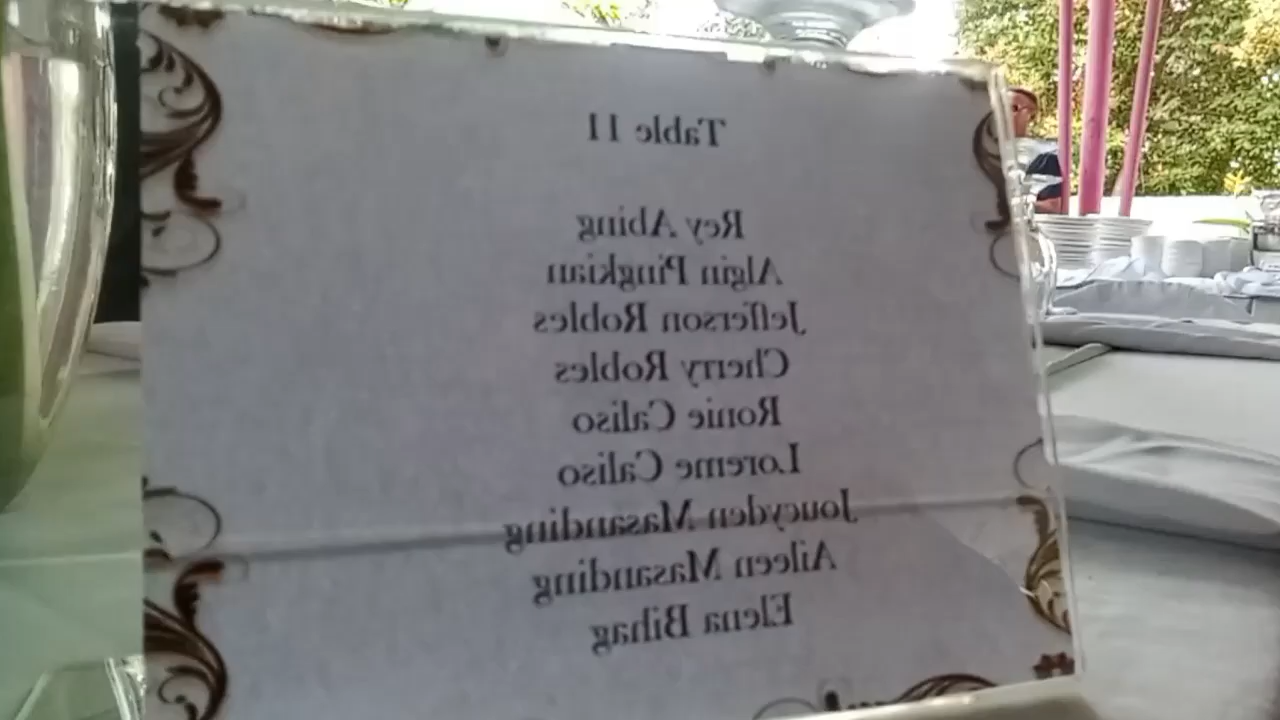 Table 11
Rey Abing
Algin Pingkian
Jefferson Robles
Cherry Robles
Ronie Caliso
Loreme Caliso
Joucyden Masanding
Aileen Masanding
Elena Bihag